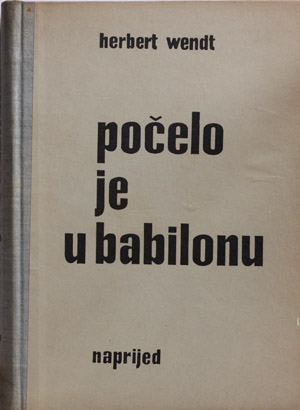 herbert wendt
počelo
je
u babilonu
naprijed